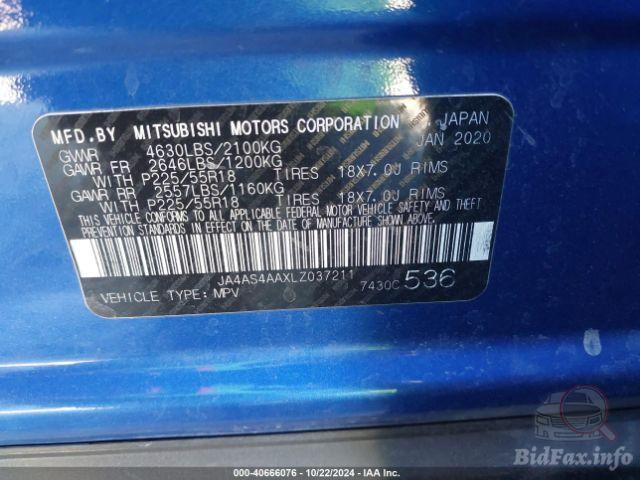 MFD.BY MITSUBISHI MOTORS CORPORATION JAPAN
GVWR 4630LBS/2100KG JAN 2020
GAWR FR 2646LBS/1200KG
WITH P225/55R18 TIRES 18X7.0J RIMS
GAWR RR 2557LBS/1160KG
WITH P225/55R18 TIRES 18X7.0J RIMS
THIS VEHICLE CONFORMS TO ALL APPLICABLE FEDERAL MOTOR VEHICLE SAFETY AND THEFT
PREVENTION STANDARDS IN EFFECT ON THE DATE OF MANUFACTURE SHOWN ABOVE.
JA4AS4AAXLZ037211
VEHICLE TYPE: MPV 7430C 536
BidFax.info
000-40666076 - 10/22/2024 - IAA Inc.